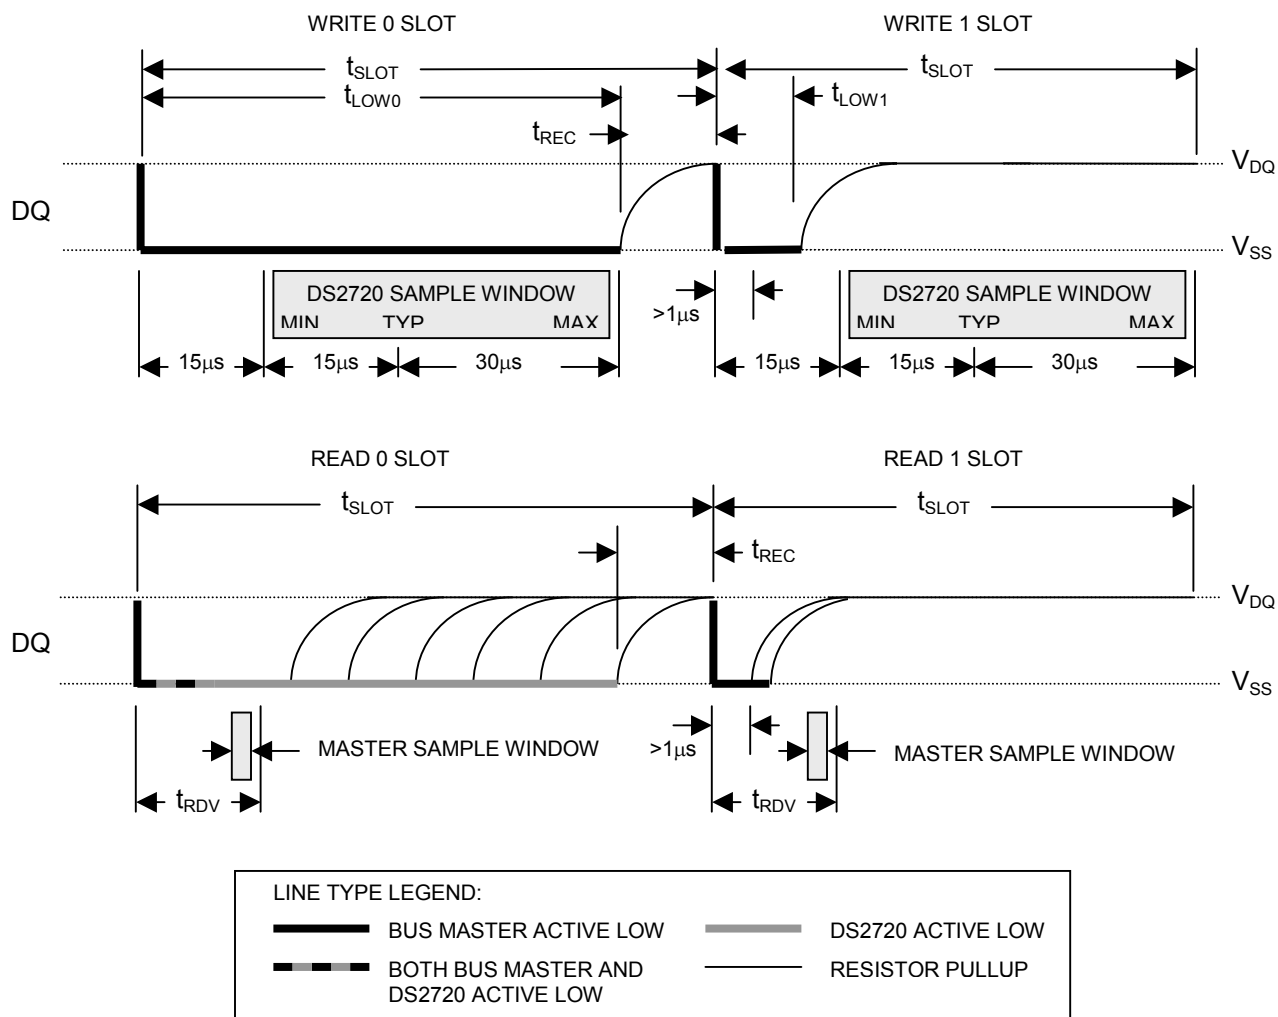 WRITE 0 SLOT WRITE 1 SLOT
tSLOT tSLOT
tLOW0 tLOW1
tREC
VDQ
DQ
VSS
DS2720 SAMPLE WINDOW >1μs DS2720 SAMPLE WINDOW
MIN TYP MAX MIN TYP MAX
15μs 15μs 30μs 15μs 15μs 30μs
READ 0 SLOT READ 1 SLOT
tSLOT tSLOT
tREC
VDQ
DQ
VSS
MASTER SAMPLE WINDOW >1μs MASTER SAMPLE WINDOW
tRDV tRDV
LINE TYPE LEGEND:
BUS MASTER ACTIVE LOW DS2720 ACTIVE LOW
BOTH BUS MASTER AND RESISTOR PULLUP
DS2720 ACTIVE LOW